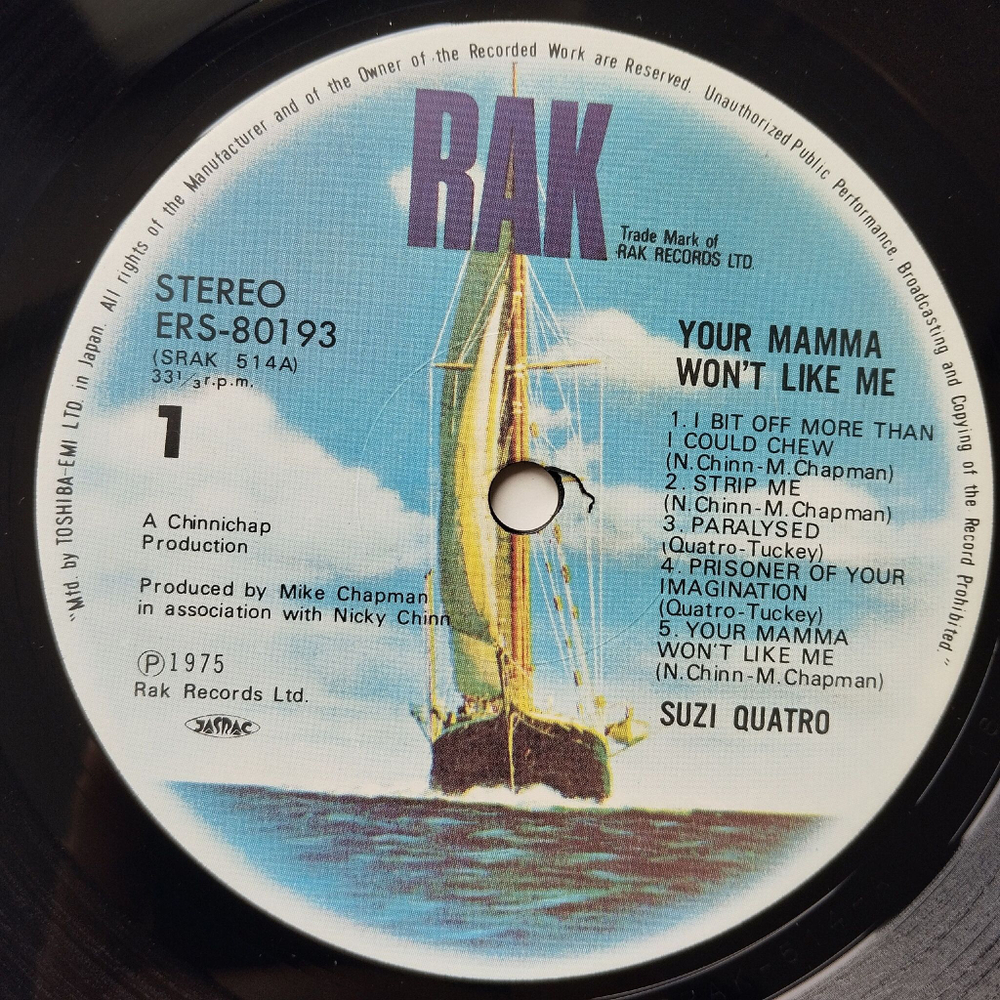 "Mfd. by TOSHIBA-EMI LTD. in Japan. All rights of the Manufacturer and of the Owner of the Recorded Work are Reserved. Unauthorized Public Performance, Broadcasting and Copying of the Record Prohibited."
RAK
Trade Mark of
RAK RECORDS LTD.
STEREO
ERS-80193
(SRAK 514A)
33 1/3 r.p.m.
1
A Chinnichap
Production
Produced by Mike Chapman
in association with Nicky Chinn
Ⓟ1975
Rak Records Ltd.
JASRAC
YOUR MAMMA
WON'T LIKE ME
1. I BIT OFF MORE THAN
I COULD CHEW
(N.Chinn-M.Chapman)
2. STRIP ME
(N.Chinn-M.Chapman)
3. PARALYSED
(Quatro-Tuckey)
4. PRISONER OF YOUR
IMAGINATION
(Quatro-Tuckey)
5. YOUR MAMMA
WON'T LIKE ME
(N.Chinn-M.Chapman)
SUZI QUATRO